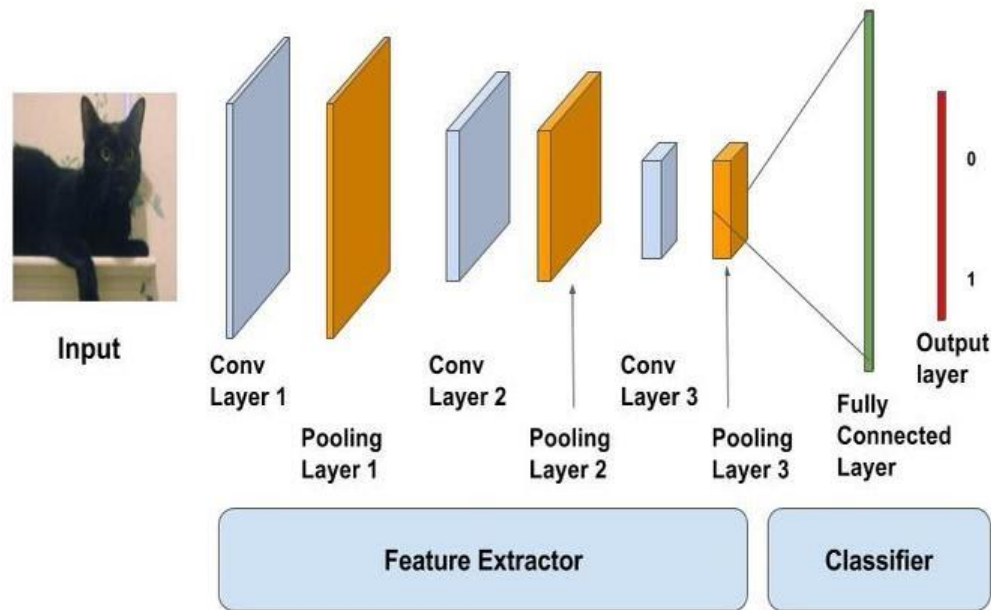 Input
Conv
Layer 1
Pooling
Layer 1
Conv
Layer 2
Pooling
Layer 2
Conv
Layer 3
Pooling
Layer 3
Fully
Connected
Layer
0
1
Output
layer
Feature Extractor
Classifier